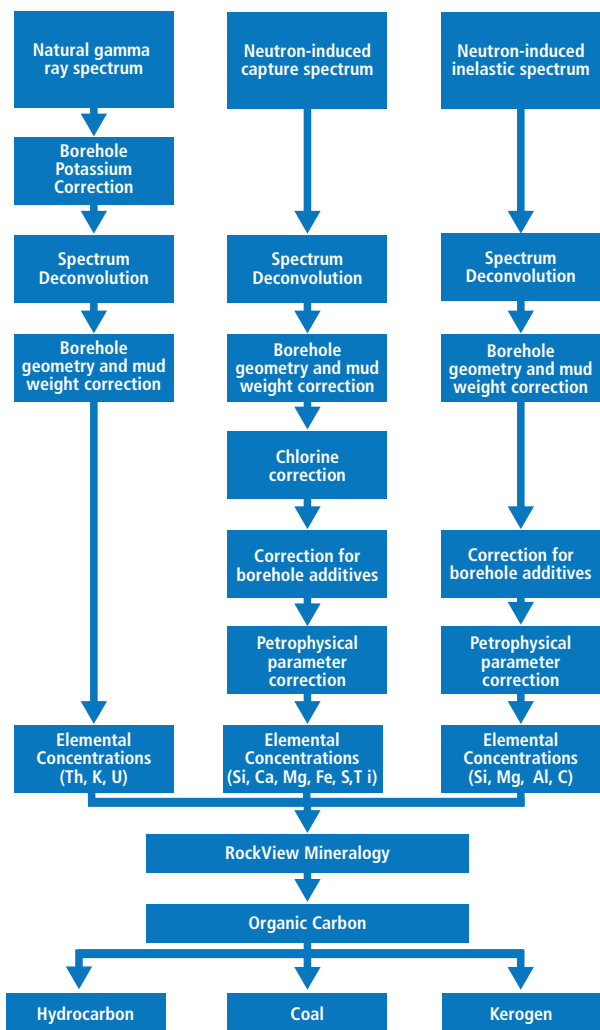 Natural gamma
ray spectrum
Neutron-induced
capture spectrum
Neutron-induced
inelastic spectrum
Borehole
Potassium
Correction
Spectrum
Deconvolution
Spectrum
Deconvolution
Spectrum
Deconvolution
Borehole
geometry and mud
weight correction
Borehole
geometry and mud
weight correction
Borehole
geometry and mud
weight correction
Chlorine
correction
Correction for
borehole additives
Correction for
borehole additives
Petrophysical
parameter
correction
Petrophysical
parameter
correction
Elemental
Concentrations
(Th, K, U)
Elemental
Concentrations
(Si, Ca, Mg, Fe, S,T i)
Elemental
Concentrations
(Si, Mg, Al, C)
RockView Mineralogy
Organic Carbon
Hydrocarbon
Coal
Kerogen